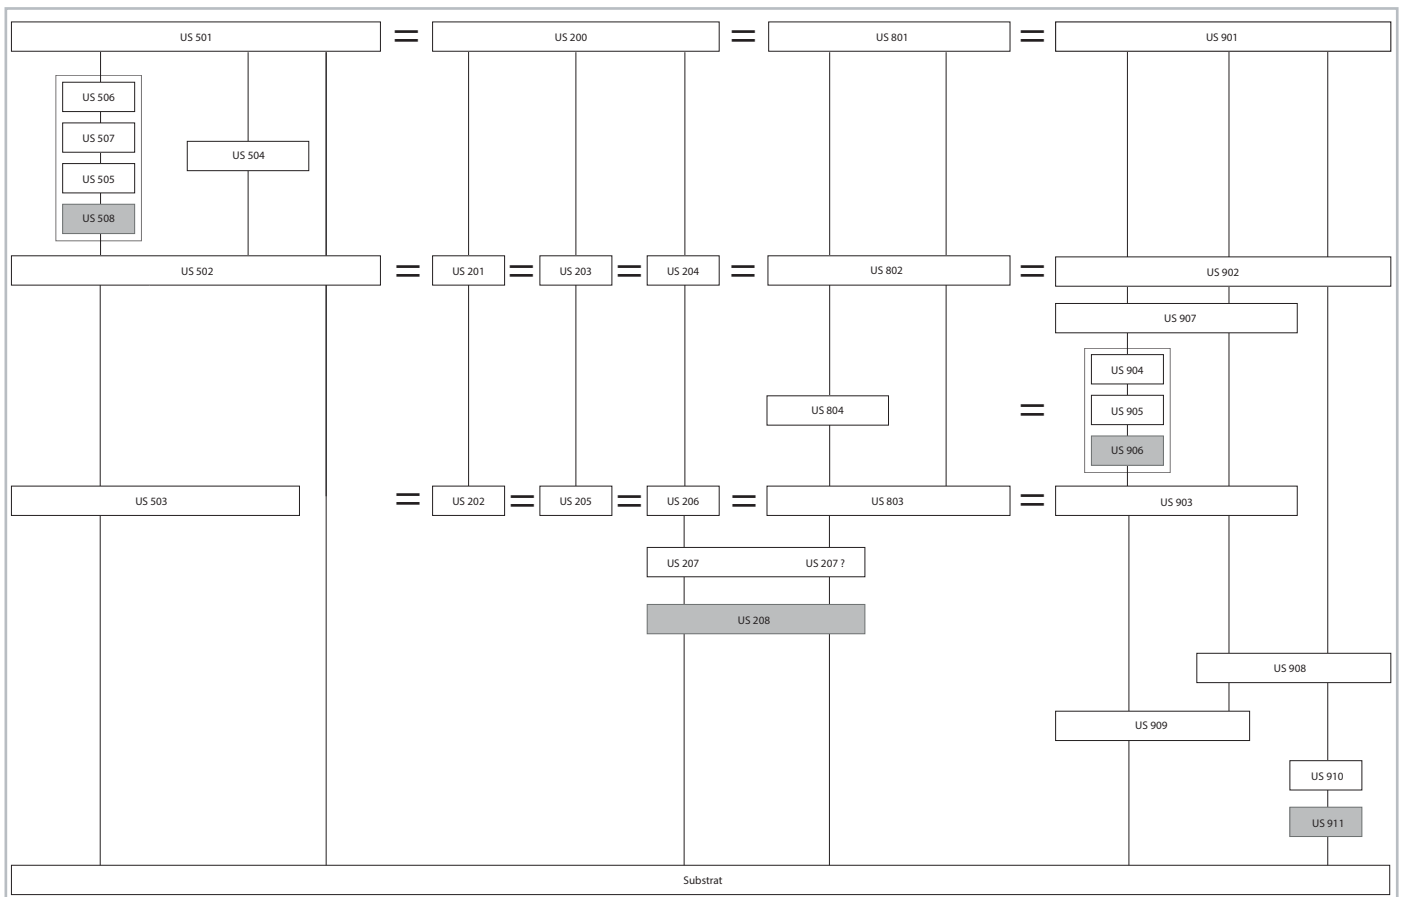 US 501 = US 200 = US 801 = US 901
US 506
US 507
US 504
US 505
US 508
US 502 = US 201 = US 203 = US 204 = US 802 = US 902
US 907
US 904
US 804 = US 905
US 906
US 503 = US 202 = US 205 = US 206 = US 803 = US 903
US 207 US 207 ?
US 208
US 908
US 909
US 910
US 911
Substrat